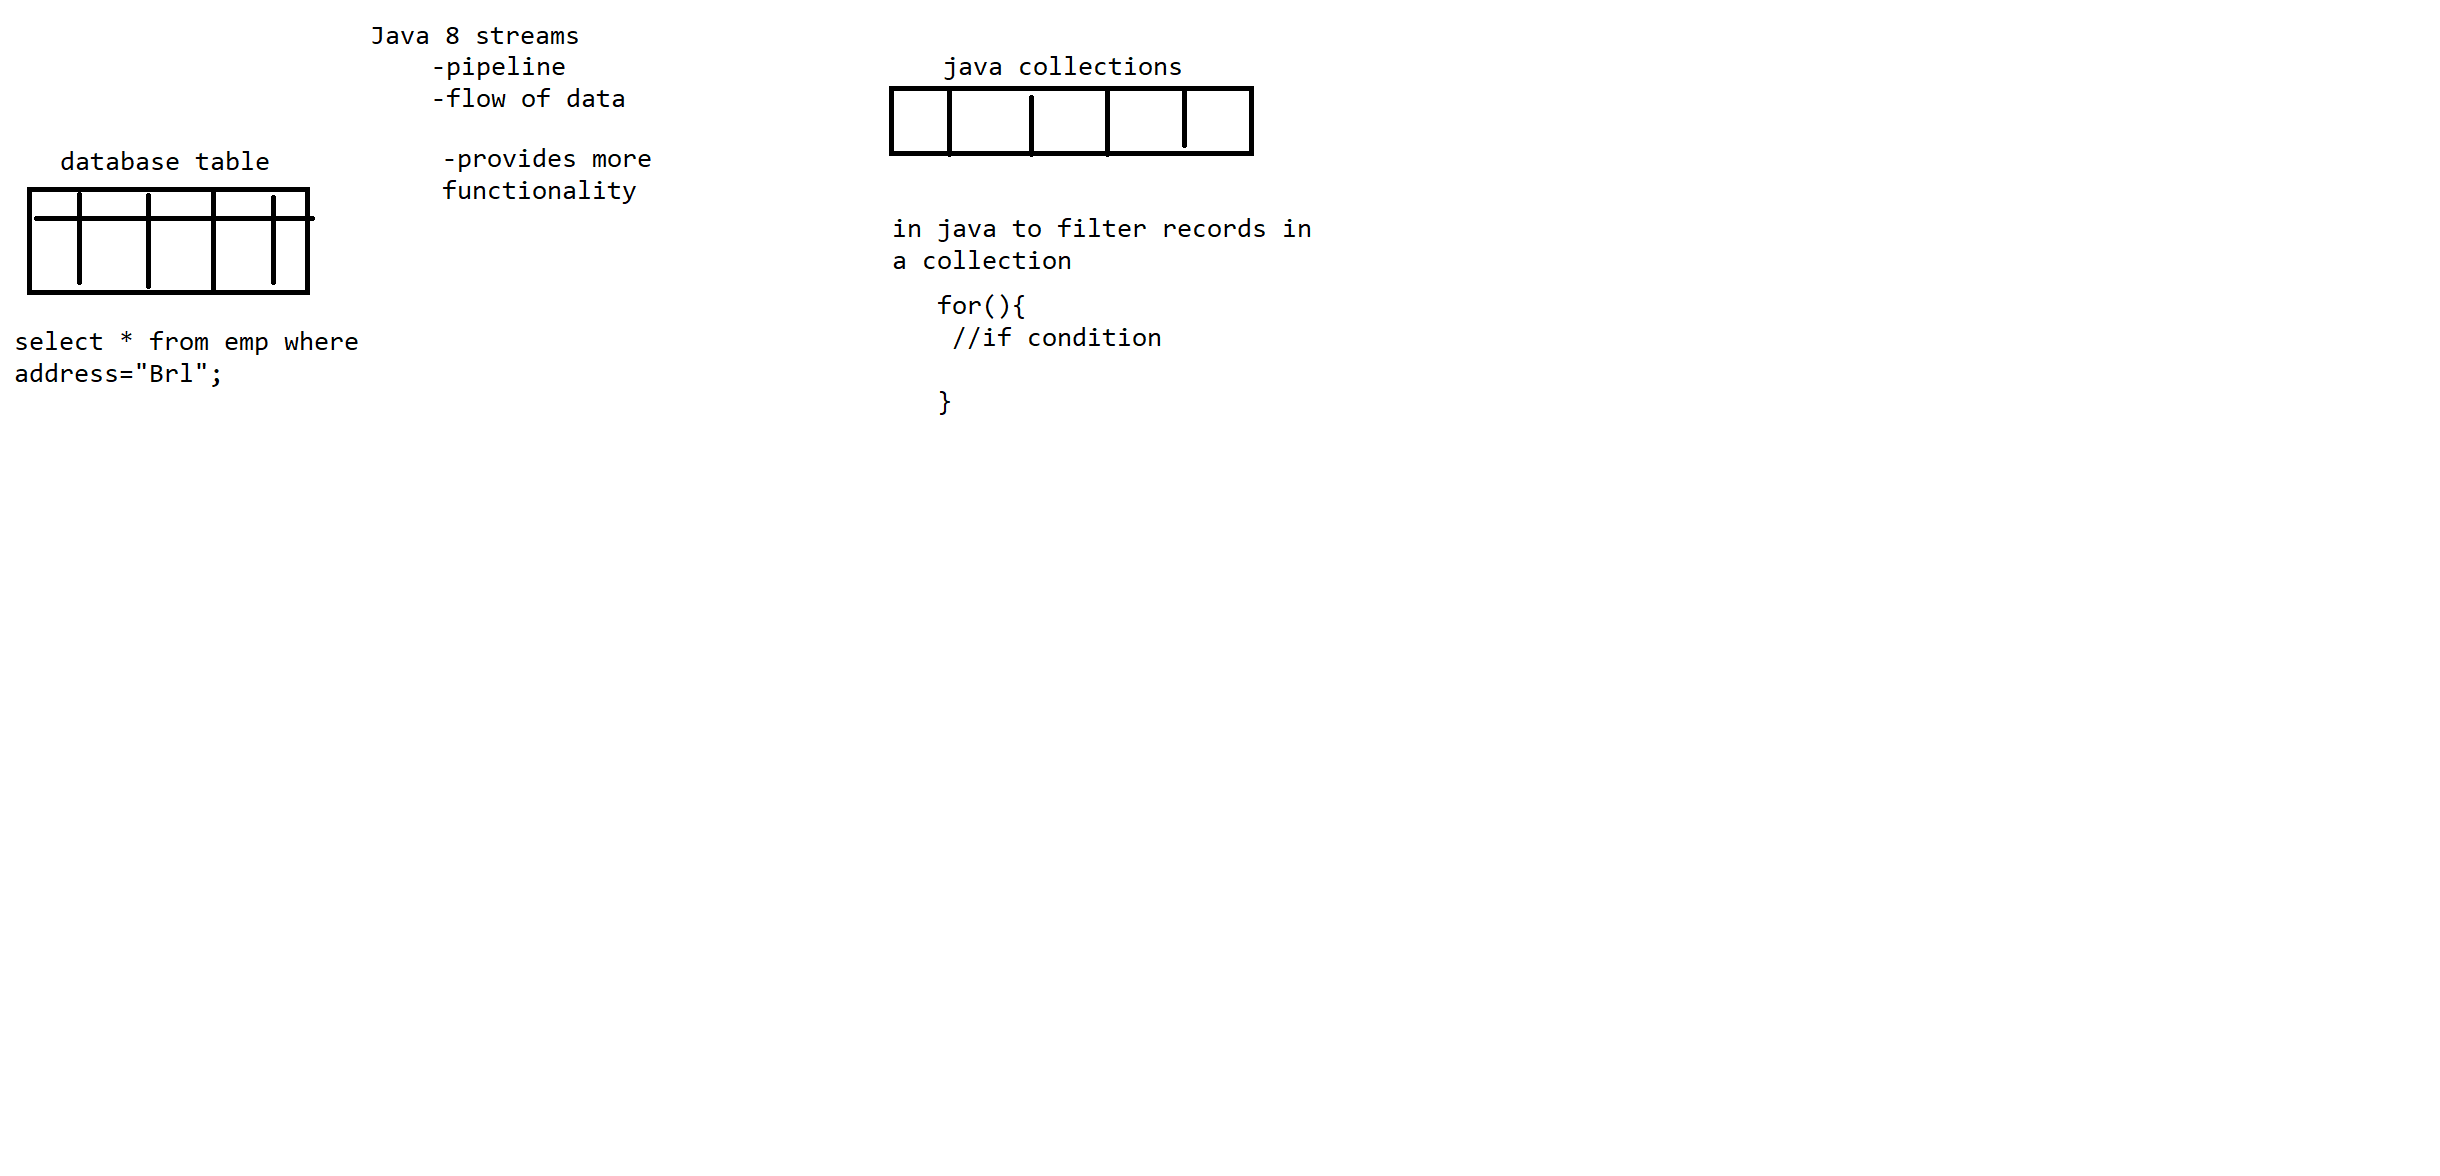 Java 8 streams
-pipeline
-flow of data
-provides more
functionality
database table
select * from emp where
address="Brl";
java collections
in java to filter records in
a collection
for(){
//if condition
}